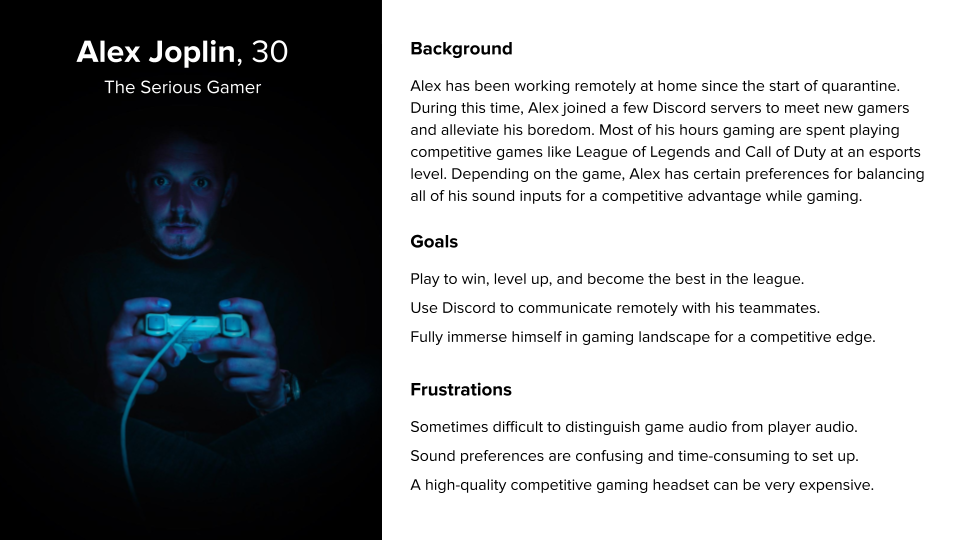 Alex Joplin, 30
The Serious Gamer
Background
Alex has been working remotely at home since the start of quarantine.
During this time, Alex joined a few Discord servers to meet new gamers
and alleviate his boredom. Most of his hours gaming are spent playing
competitive games like League of Legends and Call of Duty at an esports
level. Depending on the game, Alex has certain preferences for balancing
all of his sound inputs for a competitive advantage while gaming.
Goals
Play to win, level up, and become the best in the league.
Use Discord to communicate remotely with his teammates.
Fully immerse himself in gaming landscape for a competitive edge.
Frustrations
Sometimes difficult to distinguish game audio from player audio.
Sound preferences are confusing and time-consuming to set up.
A high-quality competitive gaming headset can be very expensive.